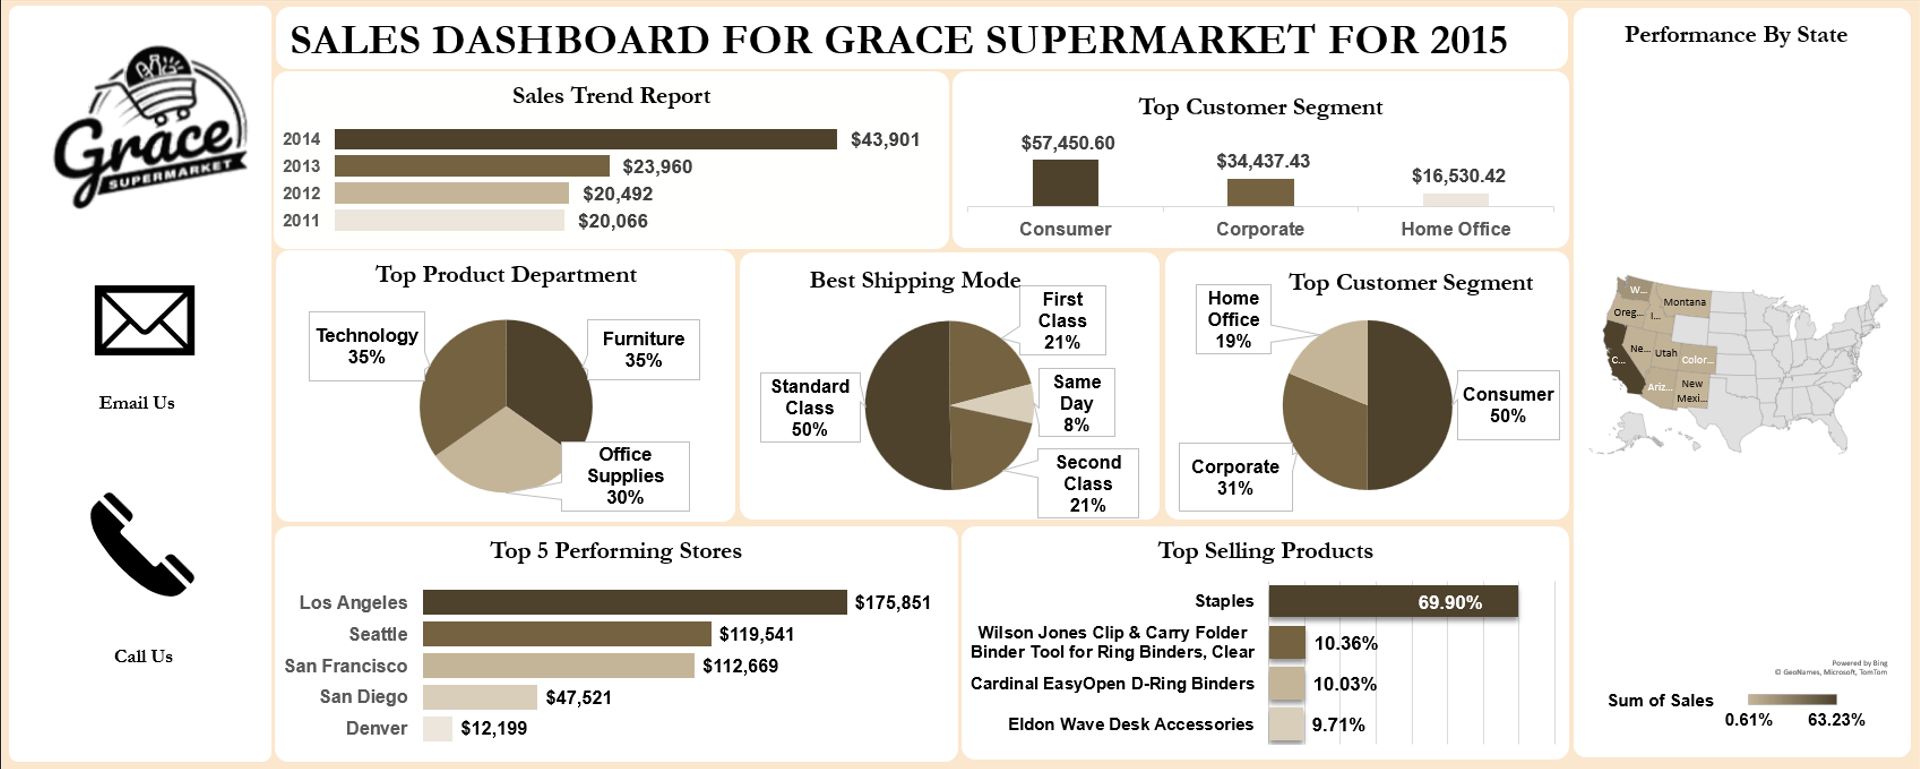 Grace
SUPERMARKET
Email Us
Call Us
SALES DASHBOARD FOR GRACE SUPERMARKET FOR 2015
Sales Trend Report
2014 $43,901
2013 $23,960
2012 $20,492
2011 $20,066
Top Customer Segment
$57,450.60 $34,437.43 $16,530.42
Consumer Corporate Home Office
Top Product Department
Technology
35%
Furniture
35%
Office
Supplies
30%
Best Shipping Mode
First
Class
21%
Same
Day
8%
Standard
Class
50%
Second
Class
21%
Top Customer Segment
Home
Office
19%
Consumer
50%
Corporate
31%
Top 5 Performing Stores
Los Angeles $175,851
Seattle $119,541
San Francisco $112,669
San Diego $47,521
Denver $12,199
Top Selling Products
Staples 69.90%
Wilson Jones Clip & Carry Folder
Binder Tool for Ring Binders, Clear 10.36%
Cardinal EasyOpen D-Ring Binders 10.03%
Eldon Wave Desk Accessories 9.71%
Performance By State
W...
Montana
Oreg...
I...
Ne...
Utah
Color...
C...
Ariz...
New
Mexi...
Powered by Bing
© GeoNames, Microsoft, TomTom
Sum of Sales
0.61% 63.23%